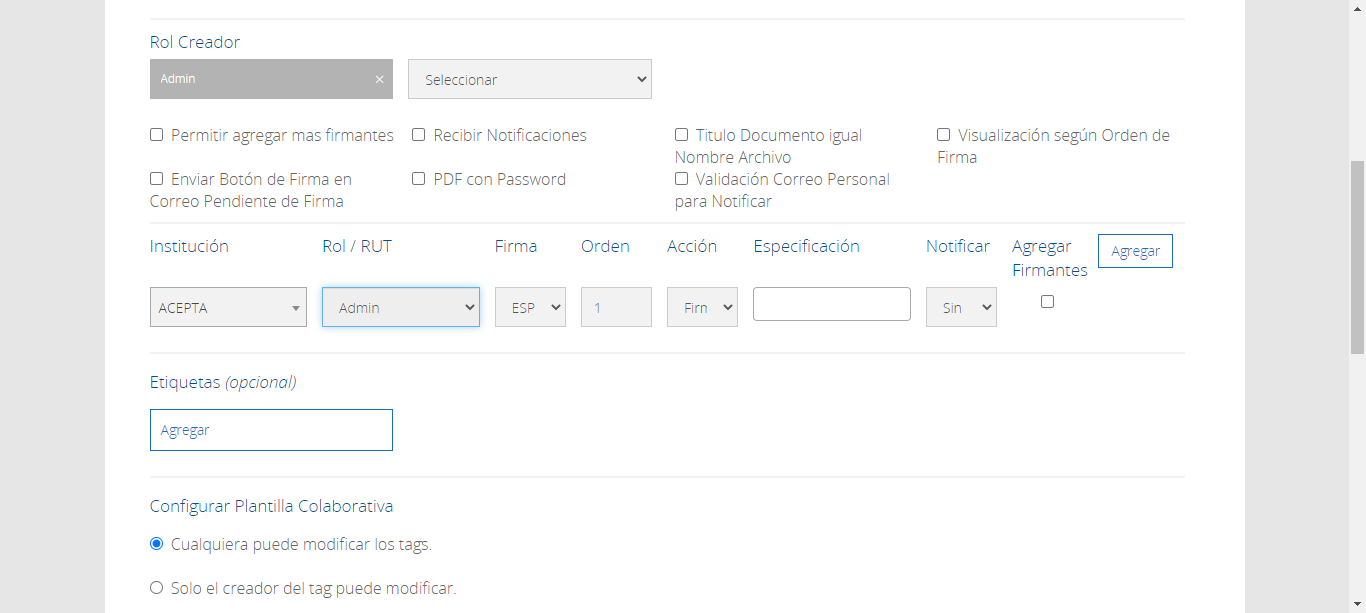 Rol Creador
Admin ×
Seleccionar
Permitir agregar mas firmantes
Recibir Notificaciones
Titulo Documento igual
Nombre Archivo
Visualización según Orden de
Firma
Enviar Botón de Firma en
Correo Pendiente de Firma
PDF con Password
Validación Correo Personal
para Notificar
Institución
Rol / RUT
Firma
Orden
Acción
Especificación
Notificar
Agregar
Firmantes
Agregar
ACEPTA
Admin
ESP
1
Firn
Sin
Etiquetas (opcional)
Agregar
Configurar Plantilla Colaborativa
Cualquiera puede modificar los tags.
Solo el creador del tag puede modificar.